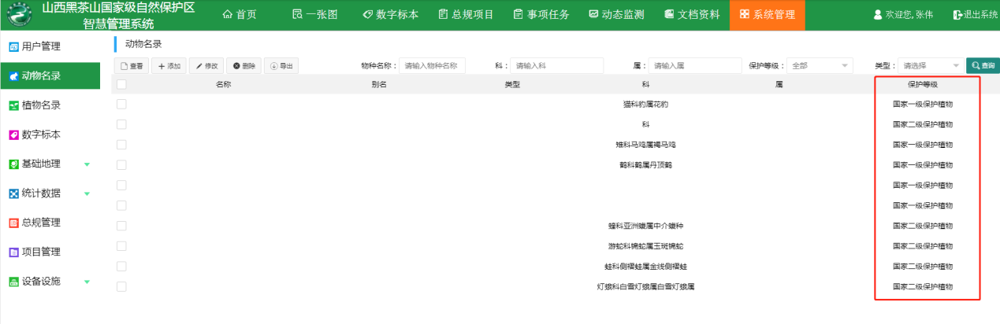 山西黑茶山国家级自然保护区
智慧管理系统
首页 一张图 数字标本 总规项目 事项任务 动态监测 文档资料 系统管理 欢迎您, 张伟 退出系统
用户管理
动物名录
植物名录
数字标本
基础地理
统计数据
总规管理
项目管理
设备设施
动物名录
查看 添加 修改 删除 导出 物种名称： 请输入物种名称 科： 请输入科 属： 请输入属 保护等级： 全部 类型： 请选择 查询
名称 别名 类型 科 属 保护等级
猫科豹属花豹 国家一级保护植物
科 国家二级保护植物
雉科马鸡属褐马鸡 国家一级保护植物
鹤科鹤属丹顶鹤 国家一级保护植物
国家一级保护植物
国家一级保护植物
蝰科亚洲蝮属中介蝮种 国家二级保护植物
游蛇科锦蛇属玉斑锦蛇 国家二级保护植物
蛙科侧褶蛙属金线侧褶蛙 国家二级保护植物
灯蛾科白雪灯蛾属白雪灯蛾属 国家二级保护植物